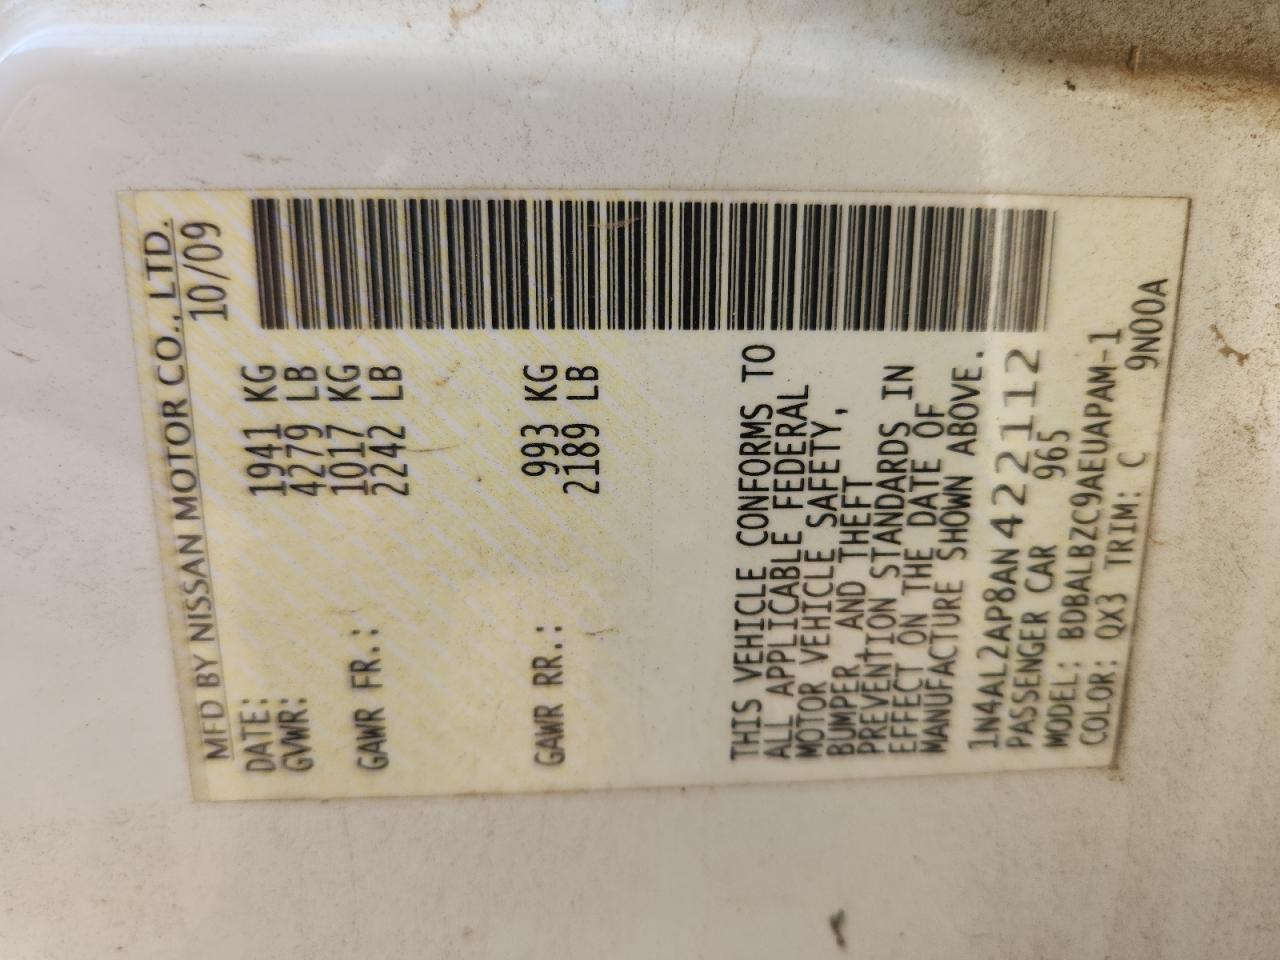 MFD BY NISSAN MOTOR CO., LTD.
DATE: 10/09
GVWR: 1941 KG
4279 LB
GAWR FR.: 1017 KG
2242 LB
GAWR RR.: 993 KG
2189 LB
THIS VEHICLE CONFORMS TO
ALL APPLICABLE FEDERAL
MOTOR VEHICLE SAFETY,
BUMPER, AND THEFT
PREVENTION STANDARDS IN
EFFECT ON THE DATE OF
MANUFACTURE SHOWN ABOVE.
1N4AL2AP8AN422112
PASSENGER CAR 965
MODEL: BDBALBZC9AEUAPAM-1
COLOR: QX3 TRIM: C 9N00A